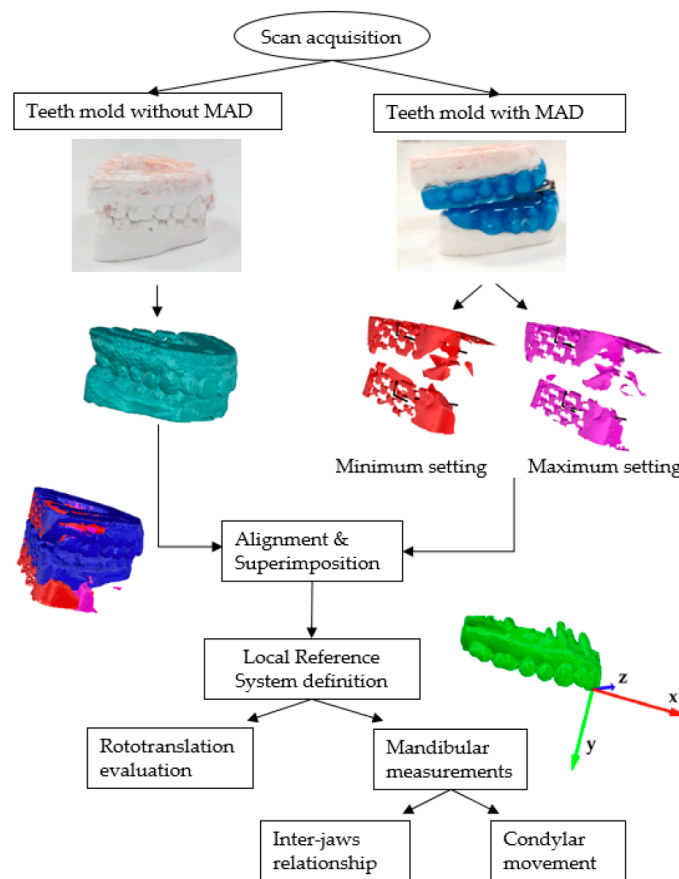 Scan acquisition
Teeth mold without MAD
Teeth mold with MAD
Minimum setting
Maximum setting
Alignment &
Superimposition
Local Reference
System definition
z
x
y
Rototranslation
evaluation
Mandibular
measurements
Inter-jaws
relationship
Condylar
movement